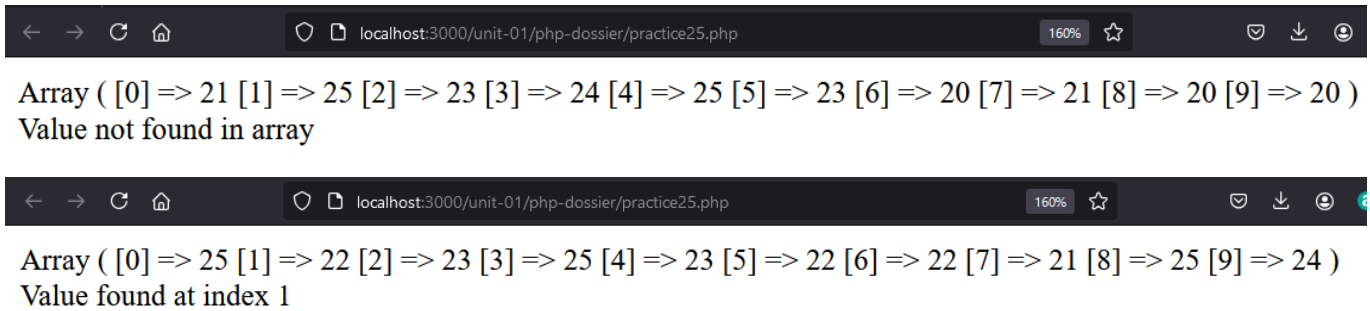 localhost:3000/unit-01/php-dossier/practice25.php 160%
Array ( [0] => 21 [1] => 25 [2] => 23 [3] => 24 [4] => 25 [5] => 23 [6] => 20 [7] => 21 [8] => 20 [9] => 20 )
Value not found in array
localhost:3000/unit-01/php-dossier/practice25.php 160%
Array ( [0] => 25 [1] => 22 [2] => 23 [3] => 25 [4] => 23 [5] => 22 [6] => 22 [7] => 21 [8] => 25 [9] => 24 )
Value found at index 1